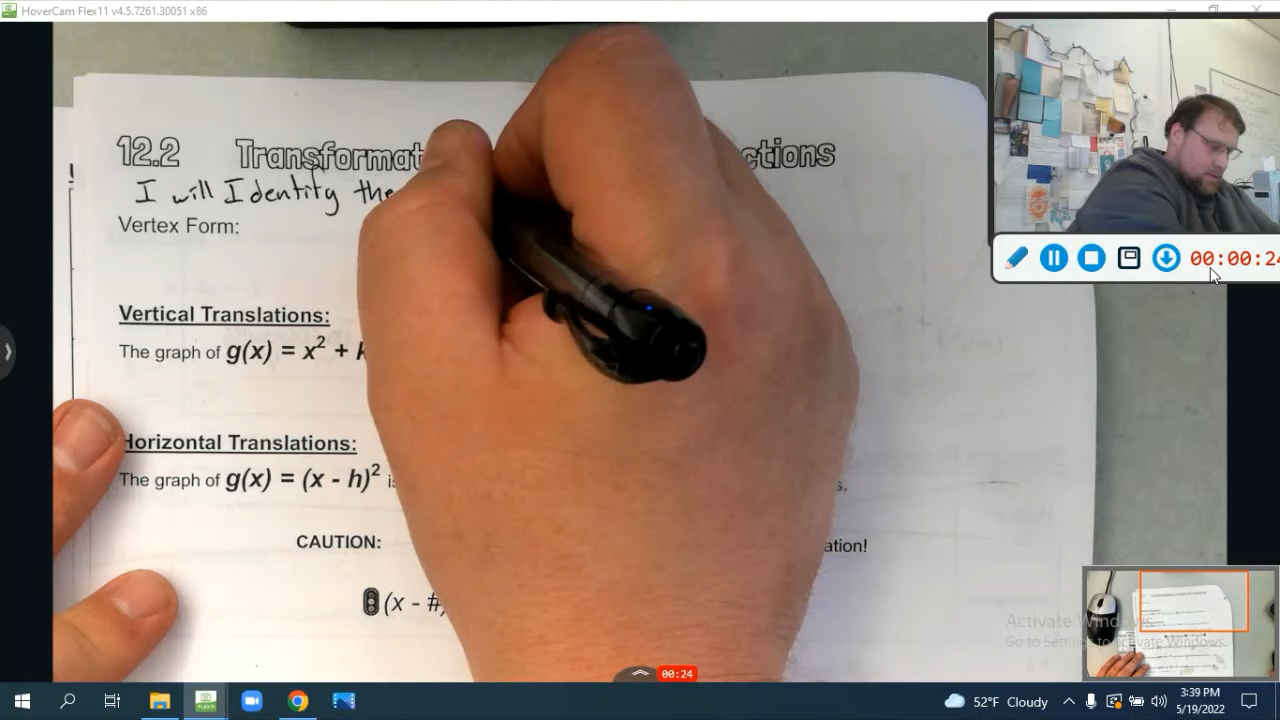 HoverCam Flex11 v4.5.7261.30051 x86
12.2 Transformat ctions
I will Identify the
Vertex Form:
Vertical Translations:
The graph of g(x) = x² +
Horizontal Translations:
The graph of g(x) = (x - h)²
CAUTION: ation!
(x - #
00:00:24
Activate Windows
Go to Settings to activate Windows.
00:24
FLEX11
52°F Cloudy
3:39 PM
5/19/2022